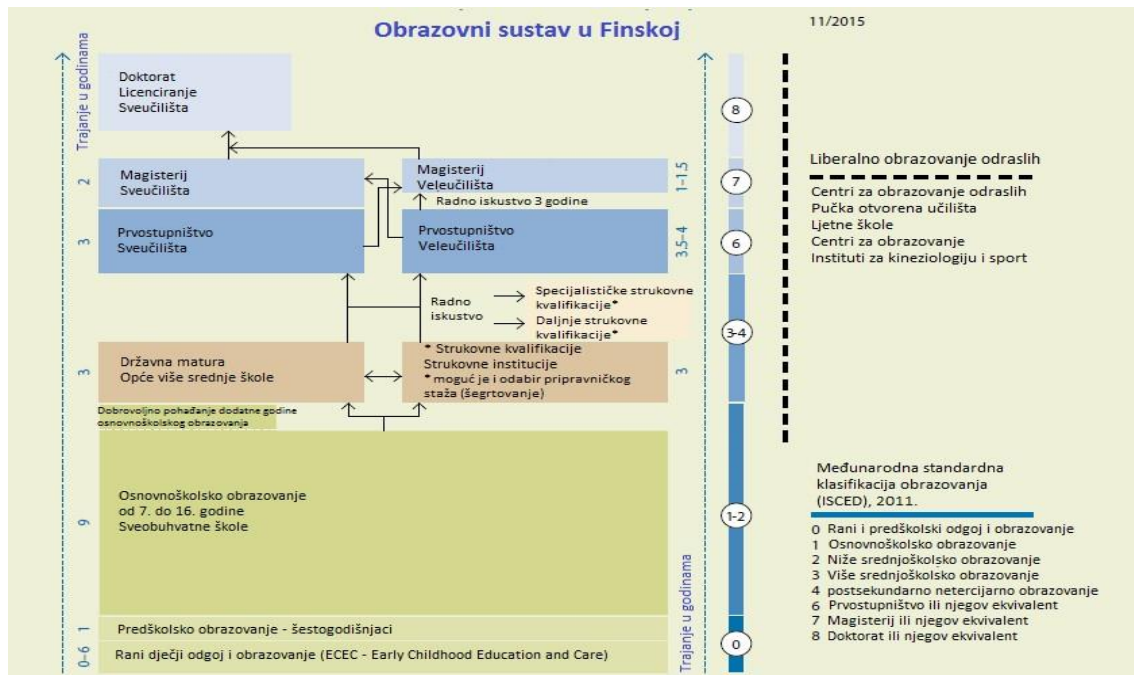 Obrazovni sustav u Finskoj
11/2015
Trajanje u godinama
Doktorat
Licenciranje
Sveučilišta
8
2
Magisterij
Sveučilišta
Magisterij
Veleučilišta
1–1.5
7
Radno iskustvo 3 godine
3
Prvostupništvo
Sveučilišta
Prvostupništvo
Veleučilišta
3.5–4
6
Radno
iskustvo
Specijalističke strukovne
kvalifikacije*
Daljnje strukovne
kvalifikacije*
3-4
3
Državna matura
Opće više srednje škole
* Strukovne kvalifikacije
Strukovne institucije
* moguć je i odabir pripravničkog
staža (šegrtovanje)
3
Dobrovoljno pohađanje dodatne godine
osnovnoškolskog obrazovanja
9
Osnovnoškolsko obrazovanje
od 7. do 16. godine
Sveobuhvatne škole
1-2
Trajanje u godinama
1
Predškolsko obrazovanje - šestogodišnjaci
0–6
Rani dječji odgoj i obrazovanje (ECEC - Early Childhood Education and Care)
0
Liberalno obrazovanje odraslih
Centri za obrazovanje odraslih
Pučka otvorena učilišta
Ljetne škole
Centri za obrazovanje
Instituti za kineziologiju i sport
Međunarodna standardna
klasifikacija obrazovanja
(ISCED), 2011.
0 Rani i predškolski odgoj i obrazovanje
1 Osnovnoškolsko obrazovanje
2 Niže srednjoškolsko obrazovanje
3 Više srednjoškolsko obrazovanje
4 postsekundarno netercijarno obrazovanje
6 Prvostupništvo ili njegov ekvivalent
7 Magisterij ili njegov ekvivalent
8 Doktorat ili njegov ekvivalent